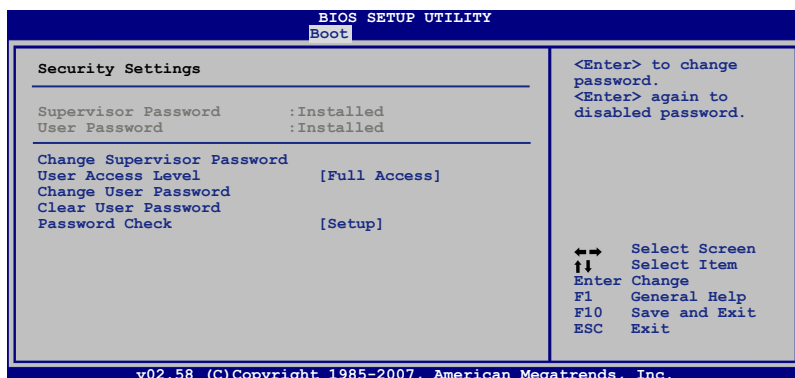 BIOS SETUP UTILITY
Boot
Security Settings
Supervisor Password :Installed
User Password :Installed
Change Supervisor Password
User Access Level [Full Access]
Change User Password
Clear User Password
Password Check [Setup]
<Enter> to change
password.
<Enter> again to
disabled password.
←→ Select Screen
↑↓ Select Item
Enter Change
F1 General Help
F10 Save and Exit
ESC Exit
v02.58 (C)Copyright 1985-2007, American Megatrends, Inc.